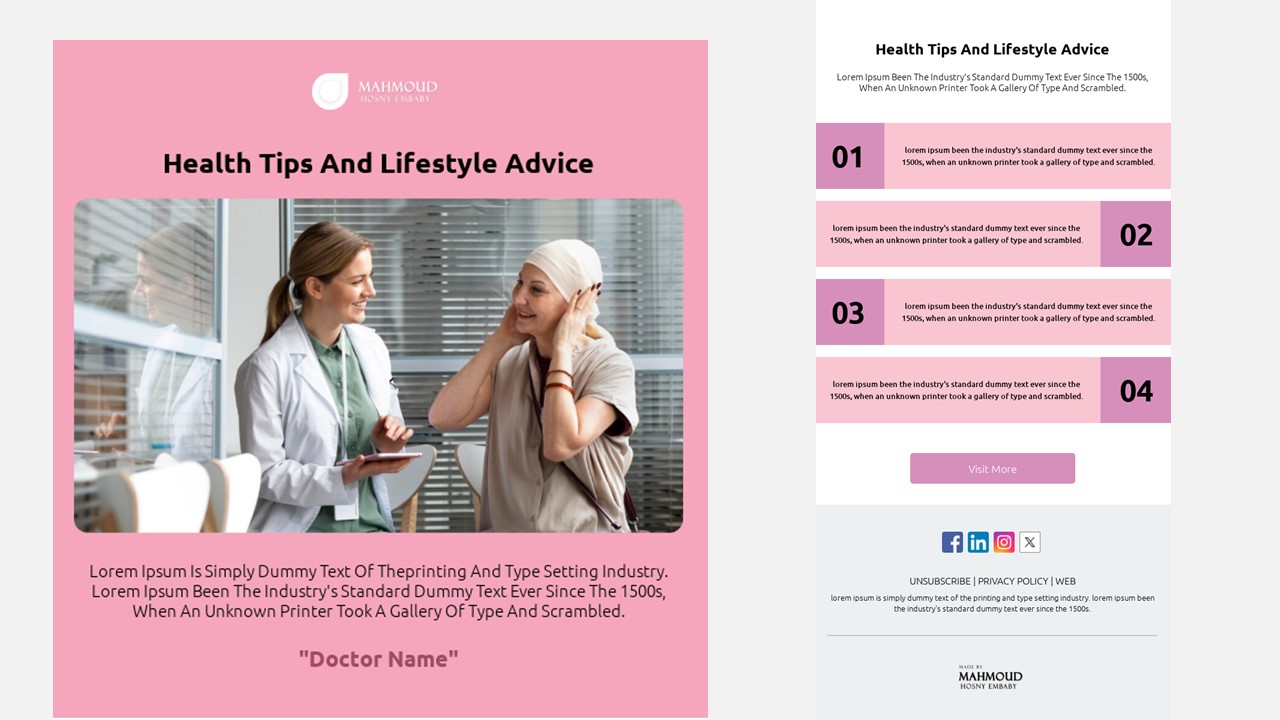 MAHMOUD
HOSNY EMBABY
Health Tips And Lifestyle Advice
Lorem Ipsum Is Simply Dummy Text Of Theprinting And Type Setting Industry.
Lorem Ipsum Been The Industry's Standard Dummy Text Ever Since The 1500s,
When An Unknown Printer Took A Gallery Of Type And Scrambled.
"Doctor Name"
Health Tips And Lifestyle Advice
Lorem Ipsum Been The Industry's Standard Dummy Text Ever Since The 1500s,
When An Unknown Printer Took A Gallery Of Type And Scrambled.
01
lorem ipsum been the industry's standard dummy text ever since the
1500s, when an unknown printer took a gallery of type and scrambled.
lorem ipsum been the industry's standard dummy text ever since the
1500s, when an unknown printer took a gallery of type and scrambled.
02
03
lorem ipsum been the industry's standard dummy text ever since the
1500s, when an unknown printer took a gallery of type and scrambled.
lorem ipsum been the industry's standard dummy text ever since the
1500s, when an unknown printer took a gallery of type and scrambled.
04
Visit More
UNSUBSCRIBE | PRIVACY POLICY | WEB
lorem ipsum is simply dummy text of the printing and type setting industry. lorem ipsum been
the industry's standard dummy text ever since the 1500s.
MADE BY
MAHMOUD
HOSNY EMBABY